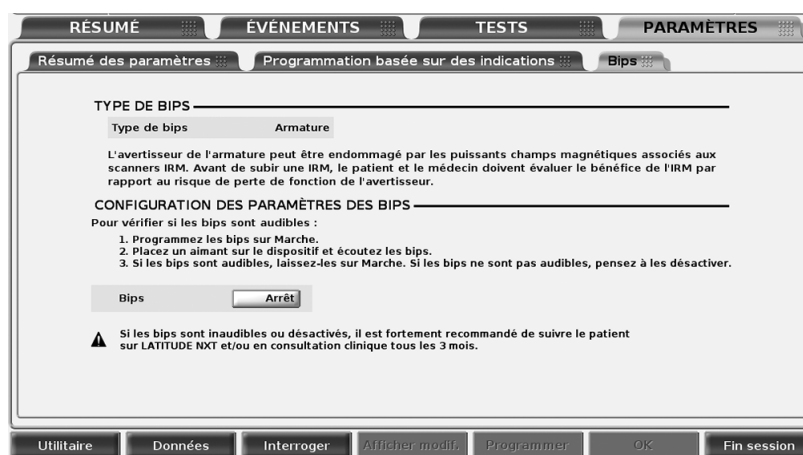 RÉSUMÉ ÉVÉNEMENTS TESTS PARAMÈTRES
Résumé des paramètres Programmation basée sur des indications Bips
TYPE DE BIPS
Type de bips Armature
L'avertisseur de l'armature peut être endommagé par les puissants champs magnétiques associés aux
scanners IRM. Avant de subir une IRM, le patient et le médecin doivent évaluer le bénéfice de l'IRM par
rapport au risque de perte de fonction de l'avertisseur.
CONFIGURATION DES PARAMÈTRES DES BIPS
Pour vérifier si les bips sont audibles :
1. Programmez les bips sur Marche.
2. Placez un aimant sur le dispositif et écoutez les bips.
3. Si les bips sont audibles, laissez-les sur Marche. Si les bips ne sont pas audibles, pensez à les désactiver.
Bips Arrêt
Si les bips sont inaudibles ou désactivés, il est fortement recommandé de suivre le patient
sur LATITUDE NXT et/ou en consultation clinique tous les 3 mois.
Utilitaire Données Interroger Afficher modif. Programmer OK Fin session